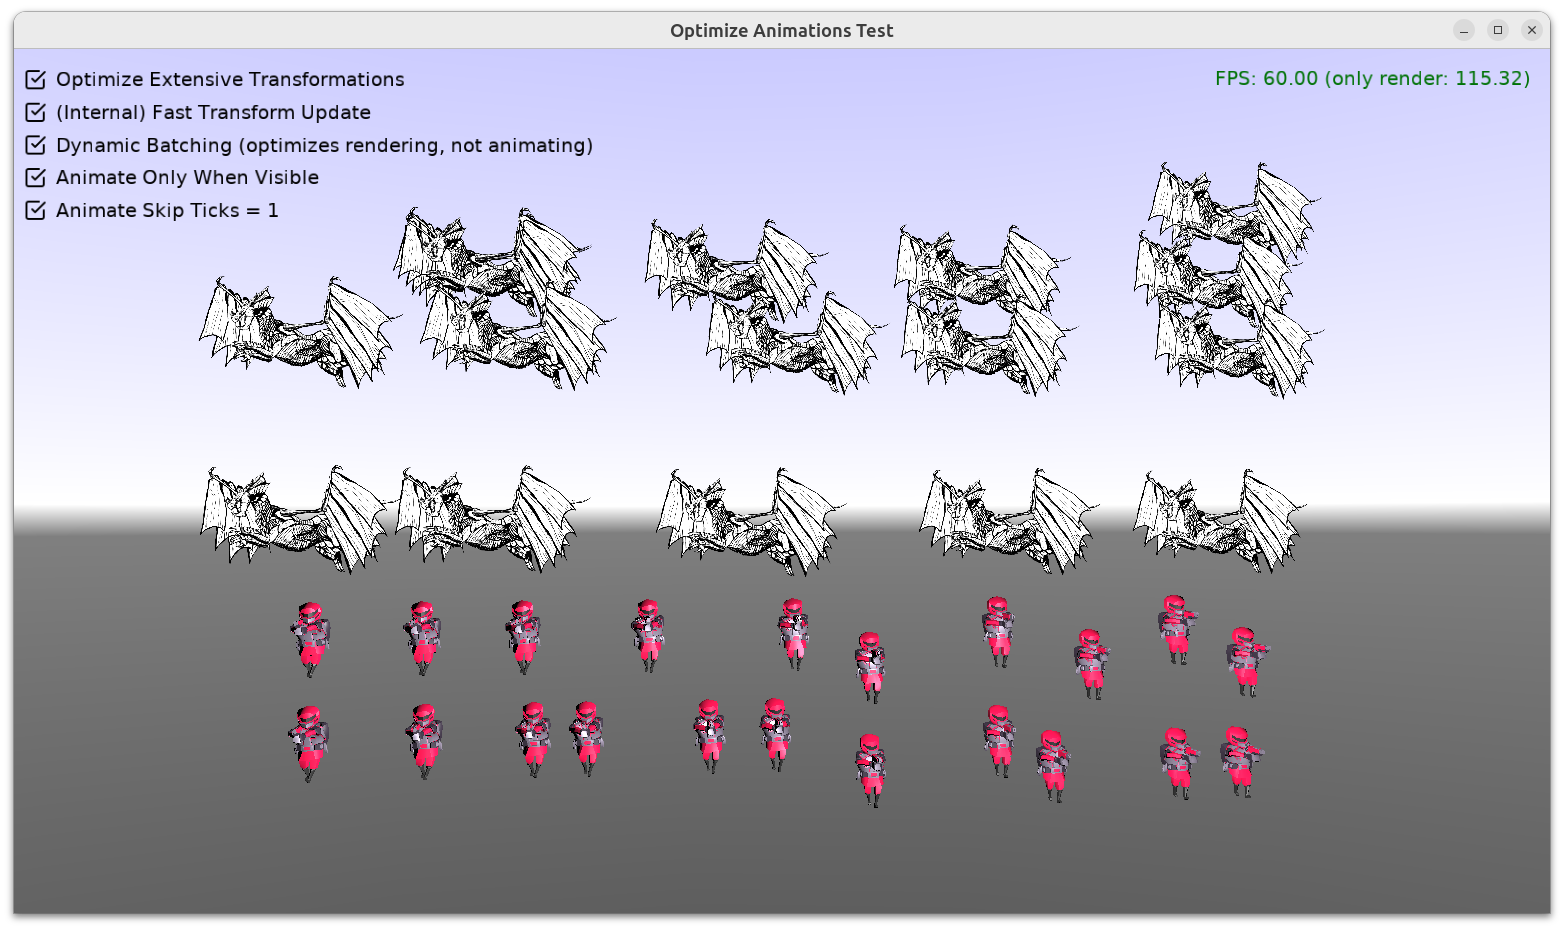 Optimize Animations Test
Optimize Extensive Transformations
FPS: 60.00 (only render: 115.32)
(Internal) Fast Transform Update
Dynamic Batching (optimizes rendering, not animating)
Animate Only When Visible
Animate Skip Ticks = 1